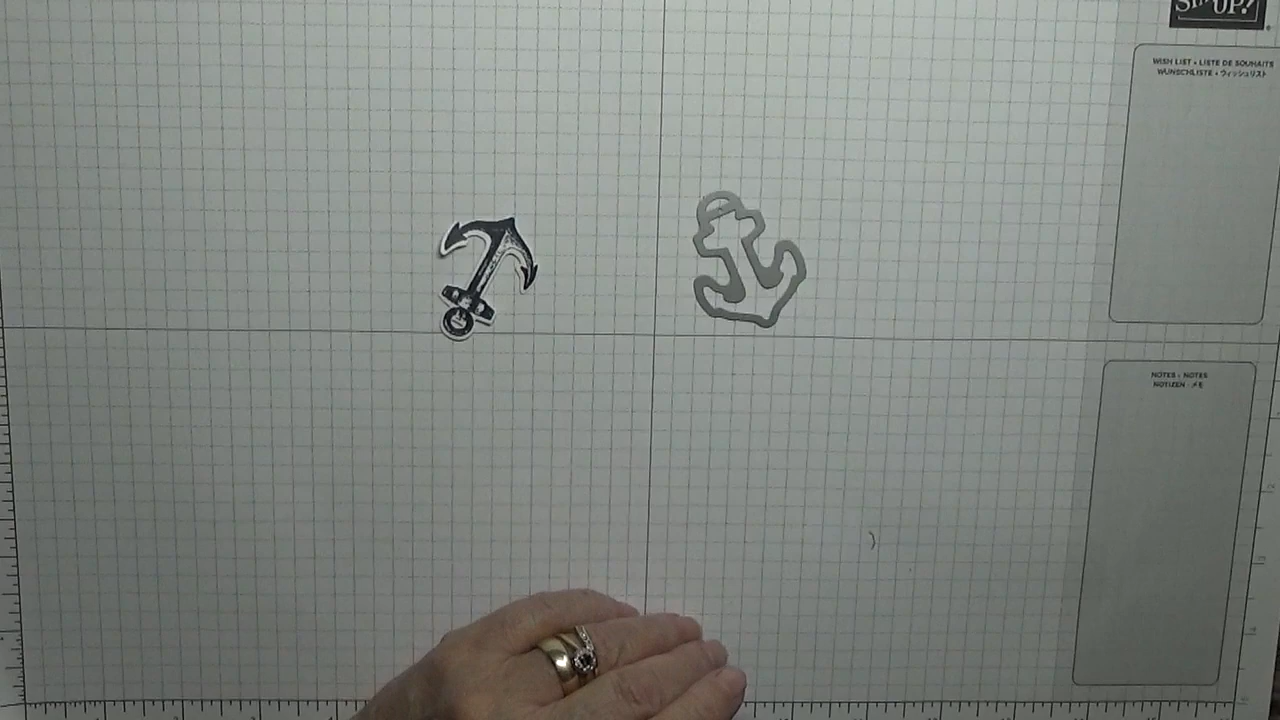 UP!
WISH LIST • LISTE DE SOUHAITS
WUNSCHLISTE • ウィッシュリスト
NOTES • NOTES
NOTIZEN • メモ